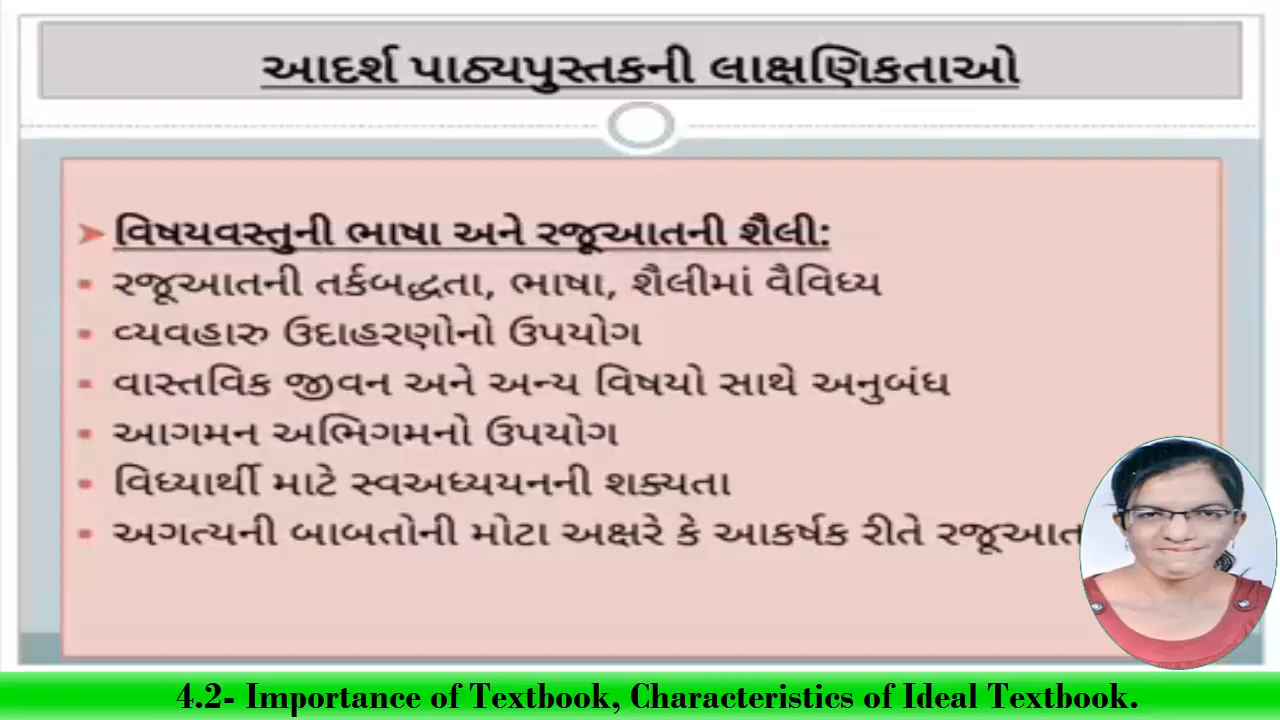 આદર્શ પાઠ્યપુસ્તકની લાક્ષણિકતાઓ
વિષયવસ્તુની ભાષા અને રજૂઆતની શૈલી:
રજૂઆતની તર્કબદ્ધતા, ભાષા, શૈલીમાં વૈવિધ્ય
વ્યવહારુ ઉદાહરણોનો ઉપયોગ
વાસ્તવિક જીવન અને અન્ય વિષયો સાથે અનુબંધ
આગમન અભિગમનો ઉપયોગ
વિધ્યાર્થી માટે સ્વઅધ્યયનની શક્યતા
અગત્યની બાબતોની મોટા અક્ષરે કે આકર્ષક રીતે રજૂઆત
4.2- Importance of Textbook, Characteristics of Ideal Textbook.